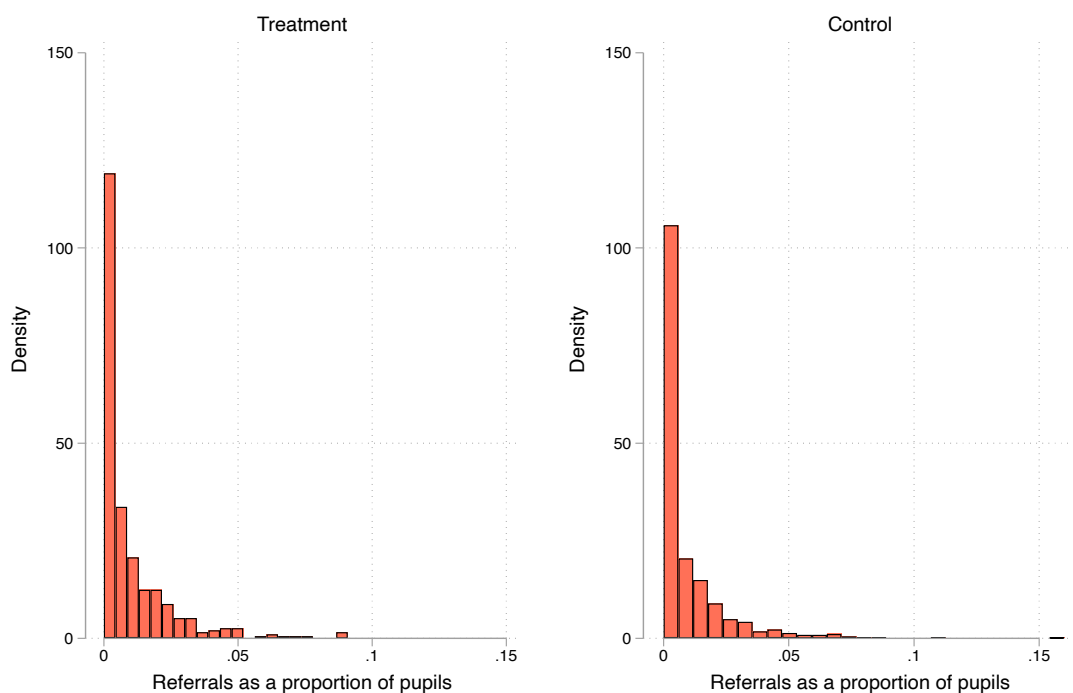 Treatment
150
100
50
0
Density
0 .05 .1 .15
Referrals as a proportion of pupils
Control
150
100
50
0
Density
0 .05 .1 .15
Referrals as a proportion of pupils